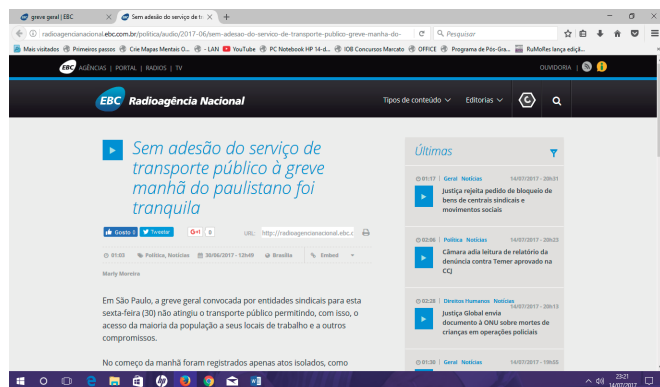 greve geral | EBC
Sem adesão do serviço de t
radioagencianacional.ebc.com.br/politica/audio/2017-06/sem-adesao-do-servico-de-transporte-publico-greve-manha-do-
Pesquisar
Mais visitados Primeiros passos Crie Mapas Mentais O... - LAN YouTube PC Notebook HP 14-d... IOB Concursos Marcato OFFICE Programa de Pós-Gra... RuMoRes lança ediçã...
EBC AGÊNCIAS | PORTAL | RADIOS | TV
OUVIDORIA
EBC Radioagência Nacional
Tipos de conteúdo Editorias
Sem adesão do serviço de
transporte público à greve
manhã do paulistano foi
tranquila
Gosto 0 Tweetar G+1 0 URL: http://radioagencianacional.ebc.c
01:03 Política, Notícias 30/06/2017 - 12h49 Brasília Embed
Marly Moreira
Em São Paulo, a greve geral convocada por entidades sindicais para esta
sexta-feira (30) não atingiu o transporte público permitindo, com isso, o
acesso da maioria da população a seus locais de trabalho e a outros
compromissos.
No começo da manhã foram registrados apenas atos isolados, como
Últimas
01:17 | Geral Notícias 14/07/2017 - 20h31
Justiça rejeita pedido de bloqueio de
bens de centrais sindicais e
movimentos sociais
02:06 | Política Notícias 14/07/2017 - 20h23
Câmara adia leitura de relatório da
denúncia contra Temer aprovado na
CCJ
02:28 | Direitos Humanos Notícias 14/07/2017 - 20h13
Justiça Global envia
documento à ONU sobre mortes de
crianças em operações policiais
01:30 | Geral Notícias 14/07/2017 - 19h55
23:21
14/07/2017